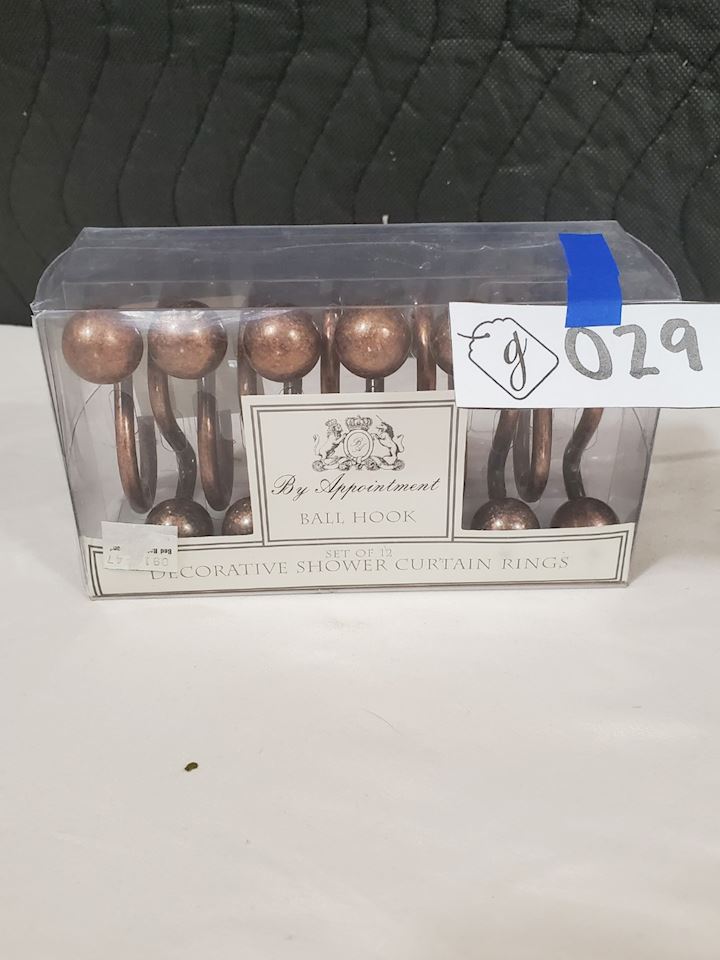 g 029
By Appointment
BALL HOOK
SET OF 12
DECORATIVE SHOWER CURTAIN RINGS